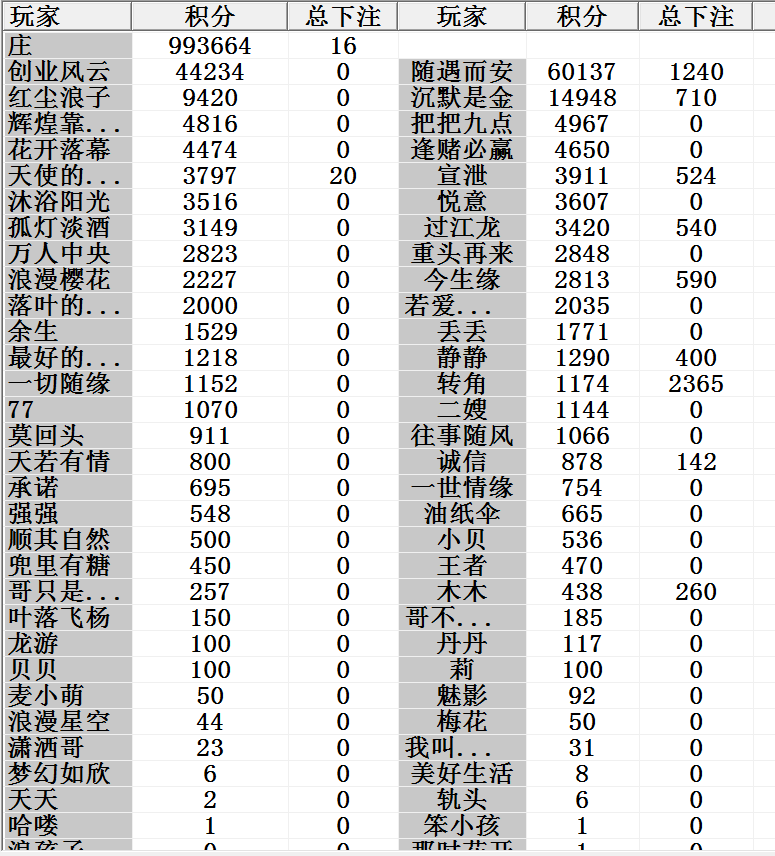 玩家 积分 总下注 玩家 积分 总下注
庄 993664 16
创业风云 44234 0 随遇而安 60137 1240
红尘浪子 9420 0 沉默是金 14948 710
辉煌靠... 4816 0 把把九点 4967 0
花开落幕 4474 0 逢赌必赢 4650 0
天使的... 3797 20 宣泄 3911 524
沐浴阳光 3516 0 悦意 3607 0
孤灯淡酒 3149 0 过江龙 3420 540
万人中央 2823 0 重头再来 2848 0
浪漫樱花 2227 0 今生缘 2813 590
落叶的... 2000 0 若爱... 2035 0
余生 1529 0 丢丢 1771 0
最好的... 1218 0 静静 1290 400
一切随缘 1152 0 转角 1174 2365
77 1070 0 二嫂 1144 0
莫回头 911 0 往事随风 1066 0
天若有情 800 0 诚信 878 142
承诺 695 0 一世情缘 754 0
强强 548 0 油纸伞 665 0
顺其自然 500 0 小贝 536 0
兜里有糖 450 0 王者 470 0
哥只是... 257 0 木木 438 260
叶落飞杨 150 0 哥不... 185 0
龙游 100 0 丹丹 117 0
贝贝 100 0 莉 100 0
麦小萌 50 0 魅影 92 0
浪漫星空 44 0 梅花 50 0
潇洒哥 23 0 我叫... 31 0
梦幻如欣 6 0 美好生活 8 0
天天 2 0 轨头 6 0
哈喽 1 0 笨小孩 1 0
浪孩子 0 0 那时花开 1 0